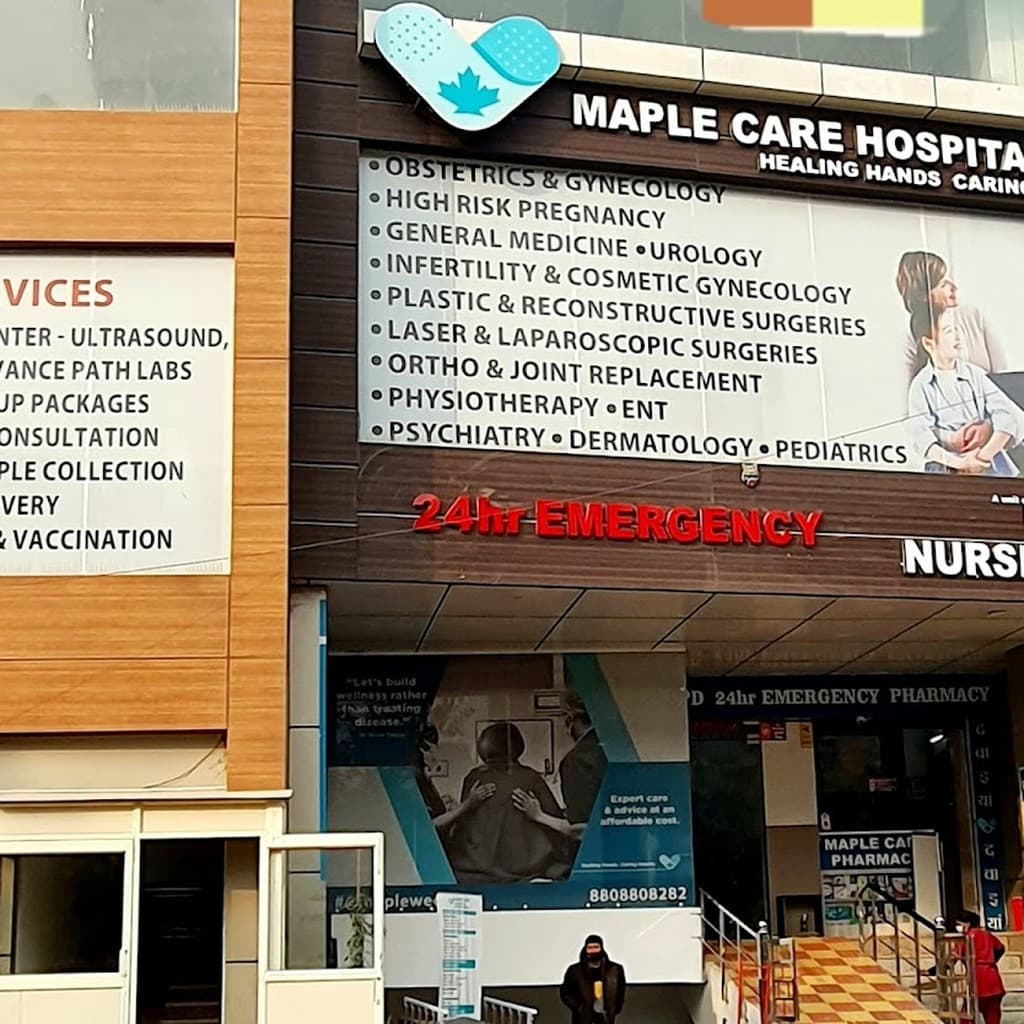 MAPLE CARE HOSPITA
HEALING HANDS CARING
• OBSTETRICS & GYNECOLOGY
• HIGH RISK PREGNANCY
• GENERAL MEDICINE • UROLOGY
• INFERTILITY & COSMETIC GYNECOLOGY
• PLASTIC & RECONSTRUCTIVE SURGERIES
• LASER & LAPAROSCOPIC SURGERIES
• ORTHO & JOINT REPLACEMENT
• PHYSIOTHERAPY • ENT
• PSYCHIATRY • DERMATOLOGY • PEDIATRICS
VICES
NTER - ULTRASOUND,
VANCE PATH LABS
UP PACKAGES
ONSULTATION
PLE COLLECTION
VERY
& VACCINATION
A unit
24hr EMERGENCY
NURSI
"Let's build
wellness rather
than treating
disease."
Expert care
& advice at an
affordable cost.
8808808282
PD 24hr EMERGENCY PHARMACY
MAPLE CAR
PHARMAC